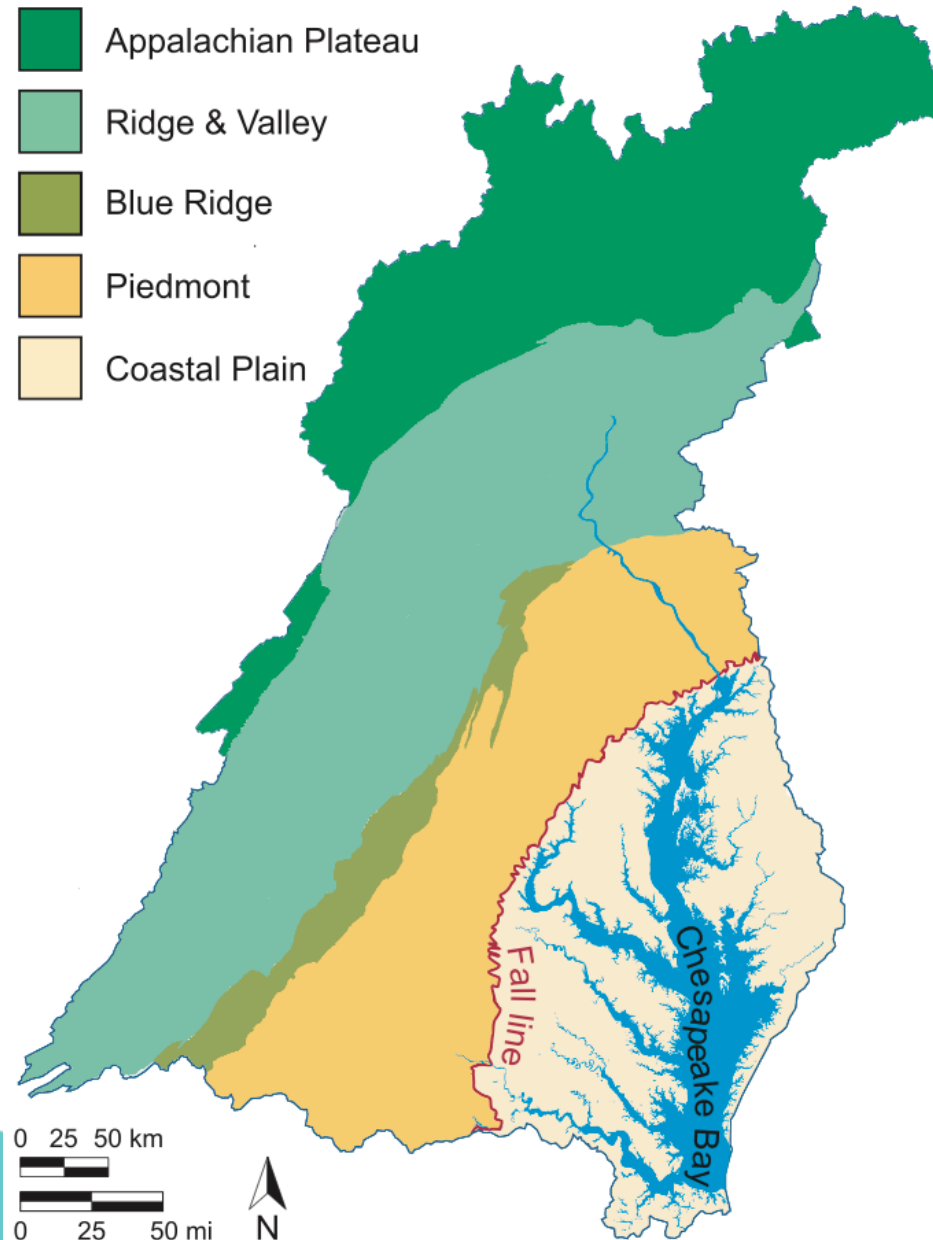 Appalachian Plateau
Ridge & Valley
Blue Ridge
Piedmont
Coastal Plain
Fall line
Chesapeake Bay
0 25 50 km
0 25 50 mi
N